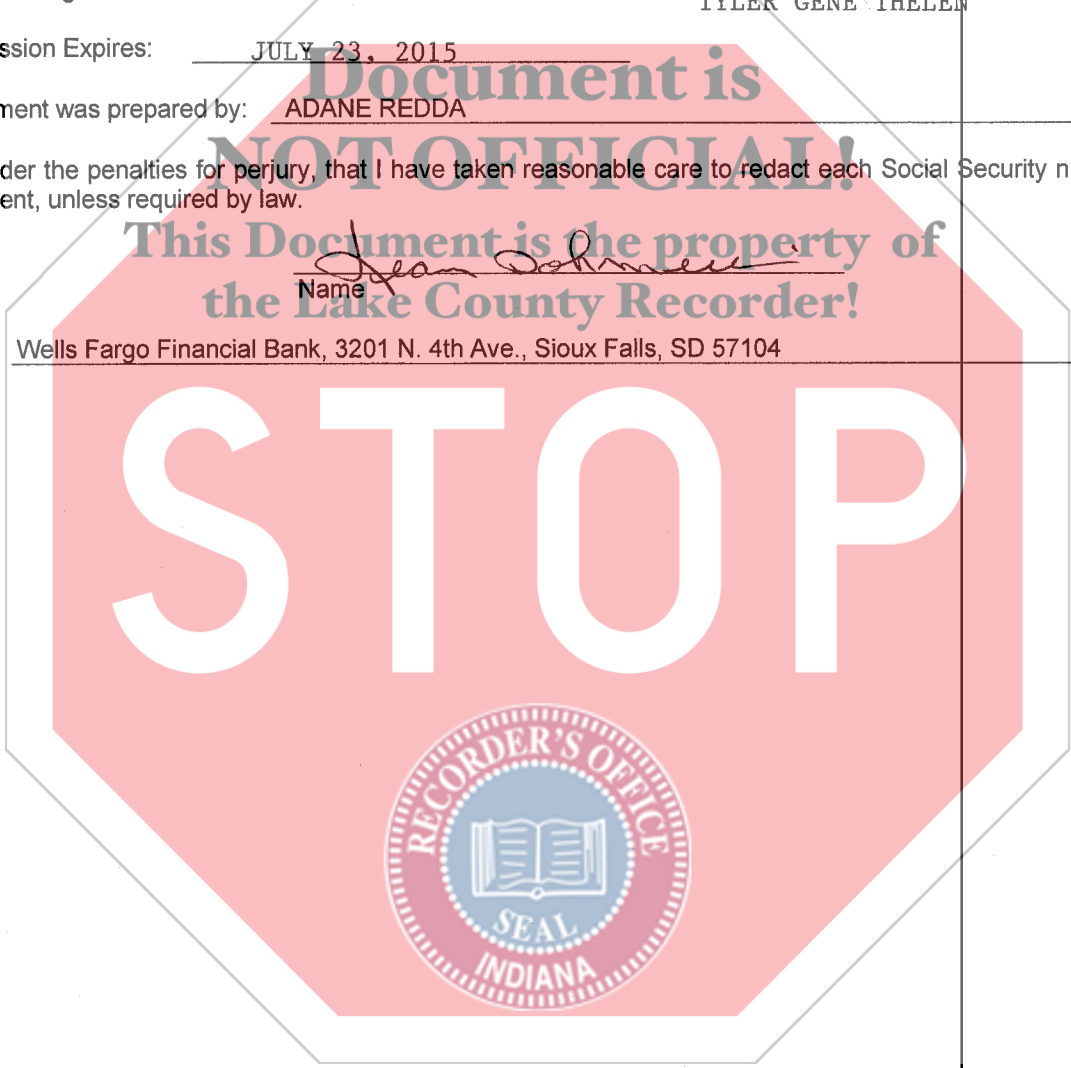 TYLER GENE THELEN
ssion Expires: JULY 23, 2015
Document is
ment was prepared by: ADANE REDDA
NOT OFFICIAL!
der the penalties for perjury, that I have taken reasonable care to redact each Social Security n
ent, unless required by law.
This Document is the property of
Jean
Name
the Lake County Recorder!
Wells Fargo Financial Bank, 3201 N. 4th Ave., Sioux Falls, SD 57104
STOP
RECORDER'S OFFICE
SEAL
INDIANA